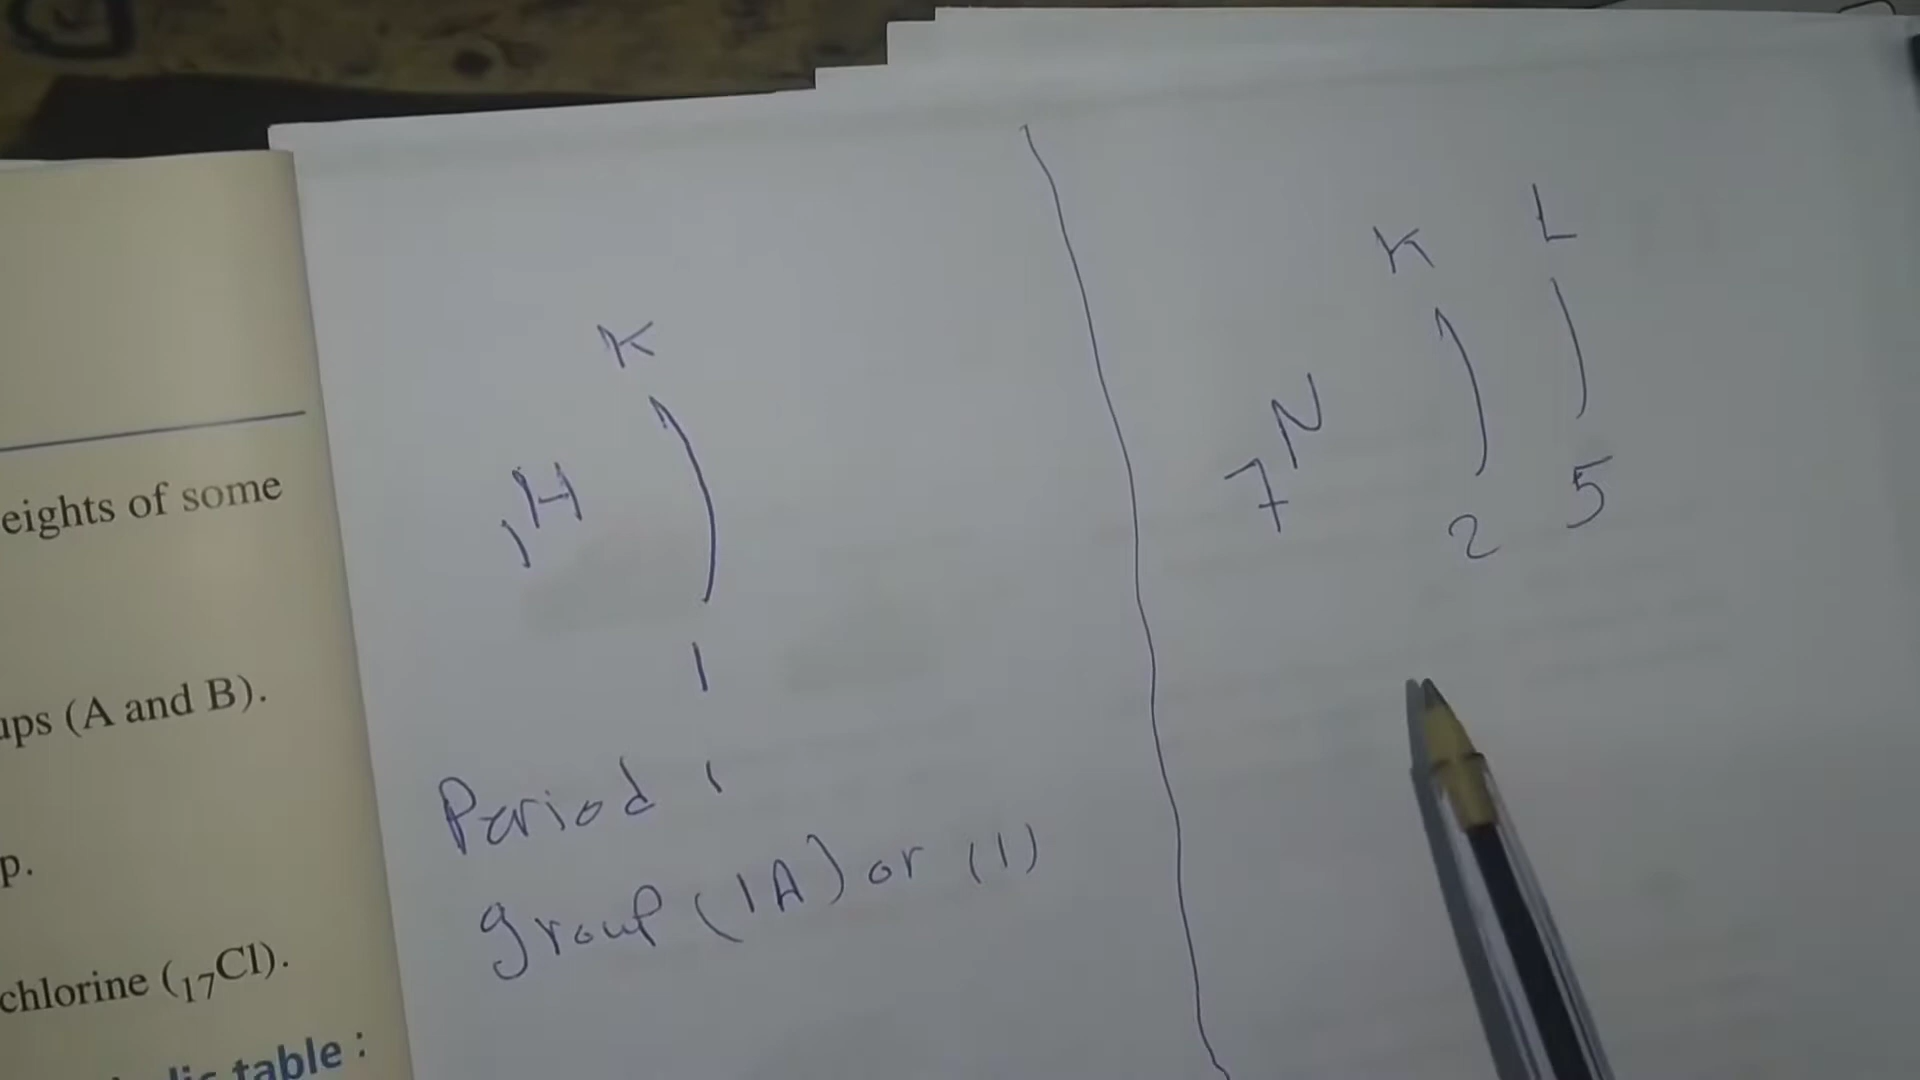 eights of some
ups (A and B).
p.
chlorine (₁₇Cl).
table :
K
₁H
1
Period 1
group (1A) or (1)
K L
₇N
2 5